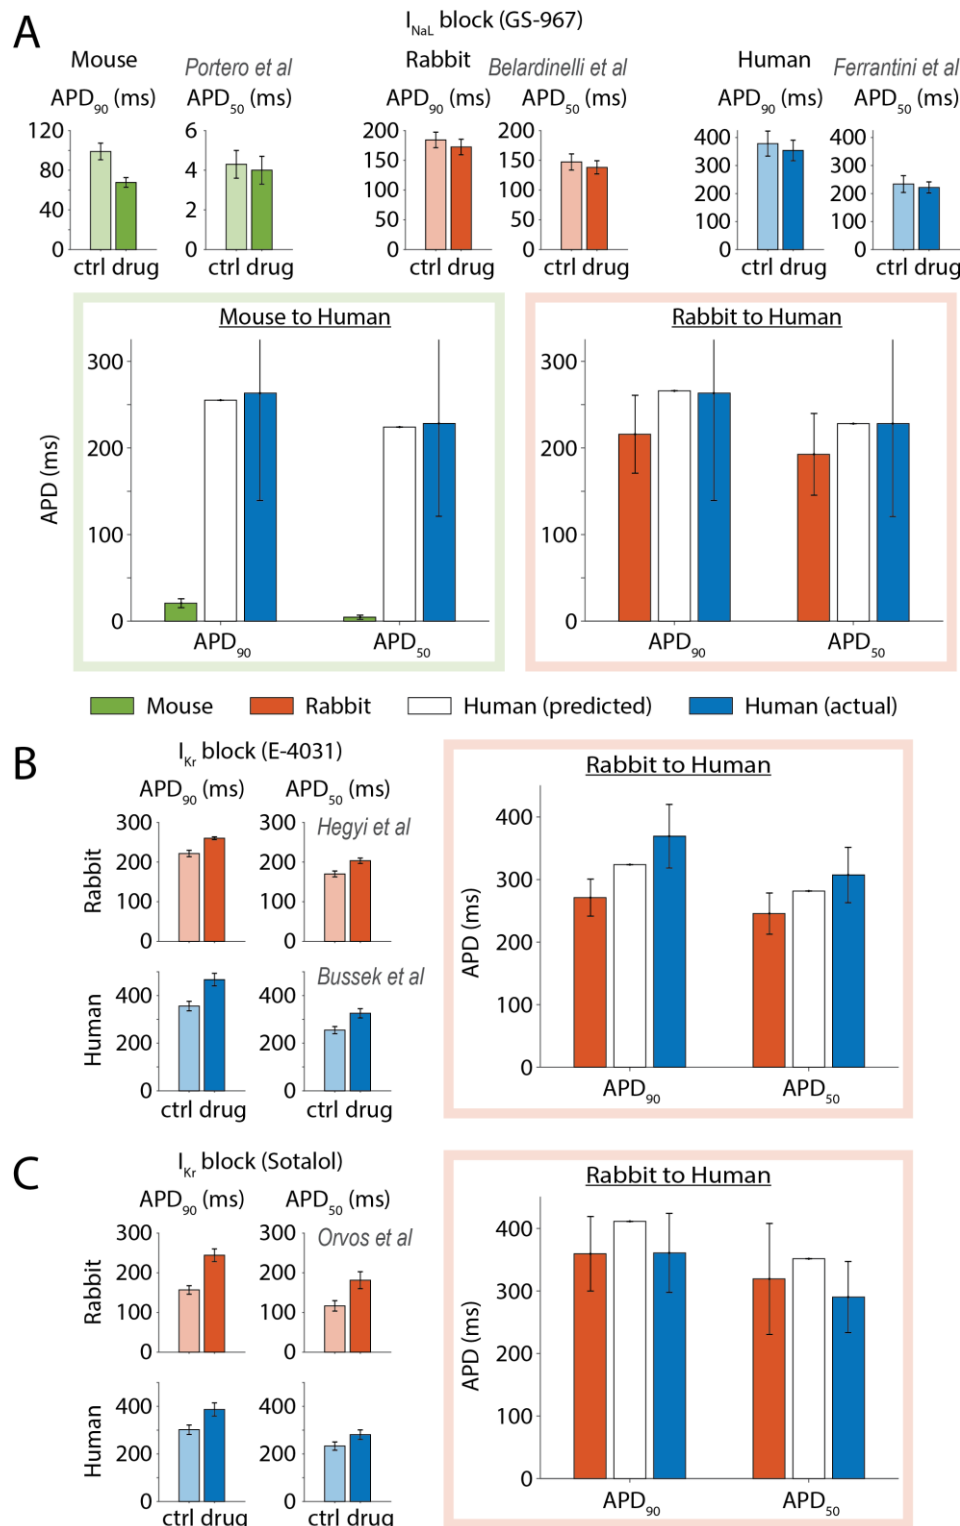 A
I_NaL block (GS-967)
Mouse
Portero et al
Rabbit
Belardinelli et al
Human
Ferrantini et al
APD90 (ms)
APD50 (ms)
APD90 (ms)
APD50 (ms)
APD90 (ms)
APD50 (ms)
120
80
40
0
6
4
2
0
200
150
100
50
0
200
150
100
50
0
400
300
200
100
0
400
300
200
100
0
ctrl drug
ctrl drug
ctrl drug
ctrl drug
ctrl drug
ctrl drug
Mouse to Human
APD (ms)
300
200
100
0
APD90
APD50
Rabbit to Human
300
200
100
0
APD90
APD50
Mouse
Rabbit
Human (predicted)
Human (actual)
B
I_Kr block (E-4031)
APD90 (ms)
APD50 (ms)
Rabbit
300
200
100
0
300
200
100
0
Hegyi et al
Human
400
200
0
400
200
0
Bussek et al
ctrl drug
ctrl drug
Rabbit to Human
APD (ms)
400
300
200
100
0
APD90
APD50
C
I_Kr block (Sotalol)
APD90 (ms)
APD50 (ms)
Rabbit
300
200
100
0
300
200
100
0
Orvos et al
Human
400
200
0
400
200
0
ctrl drug
ctrl drug
Rabbit to Human
APD (ms)
400
300
200
100
0
APD90
APD50